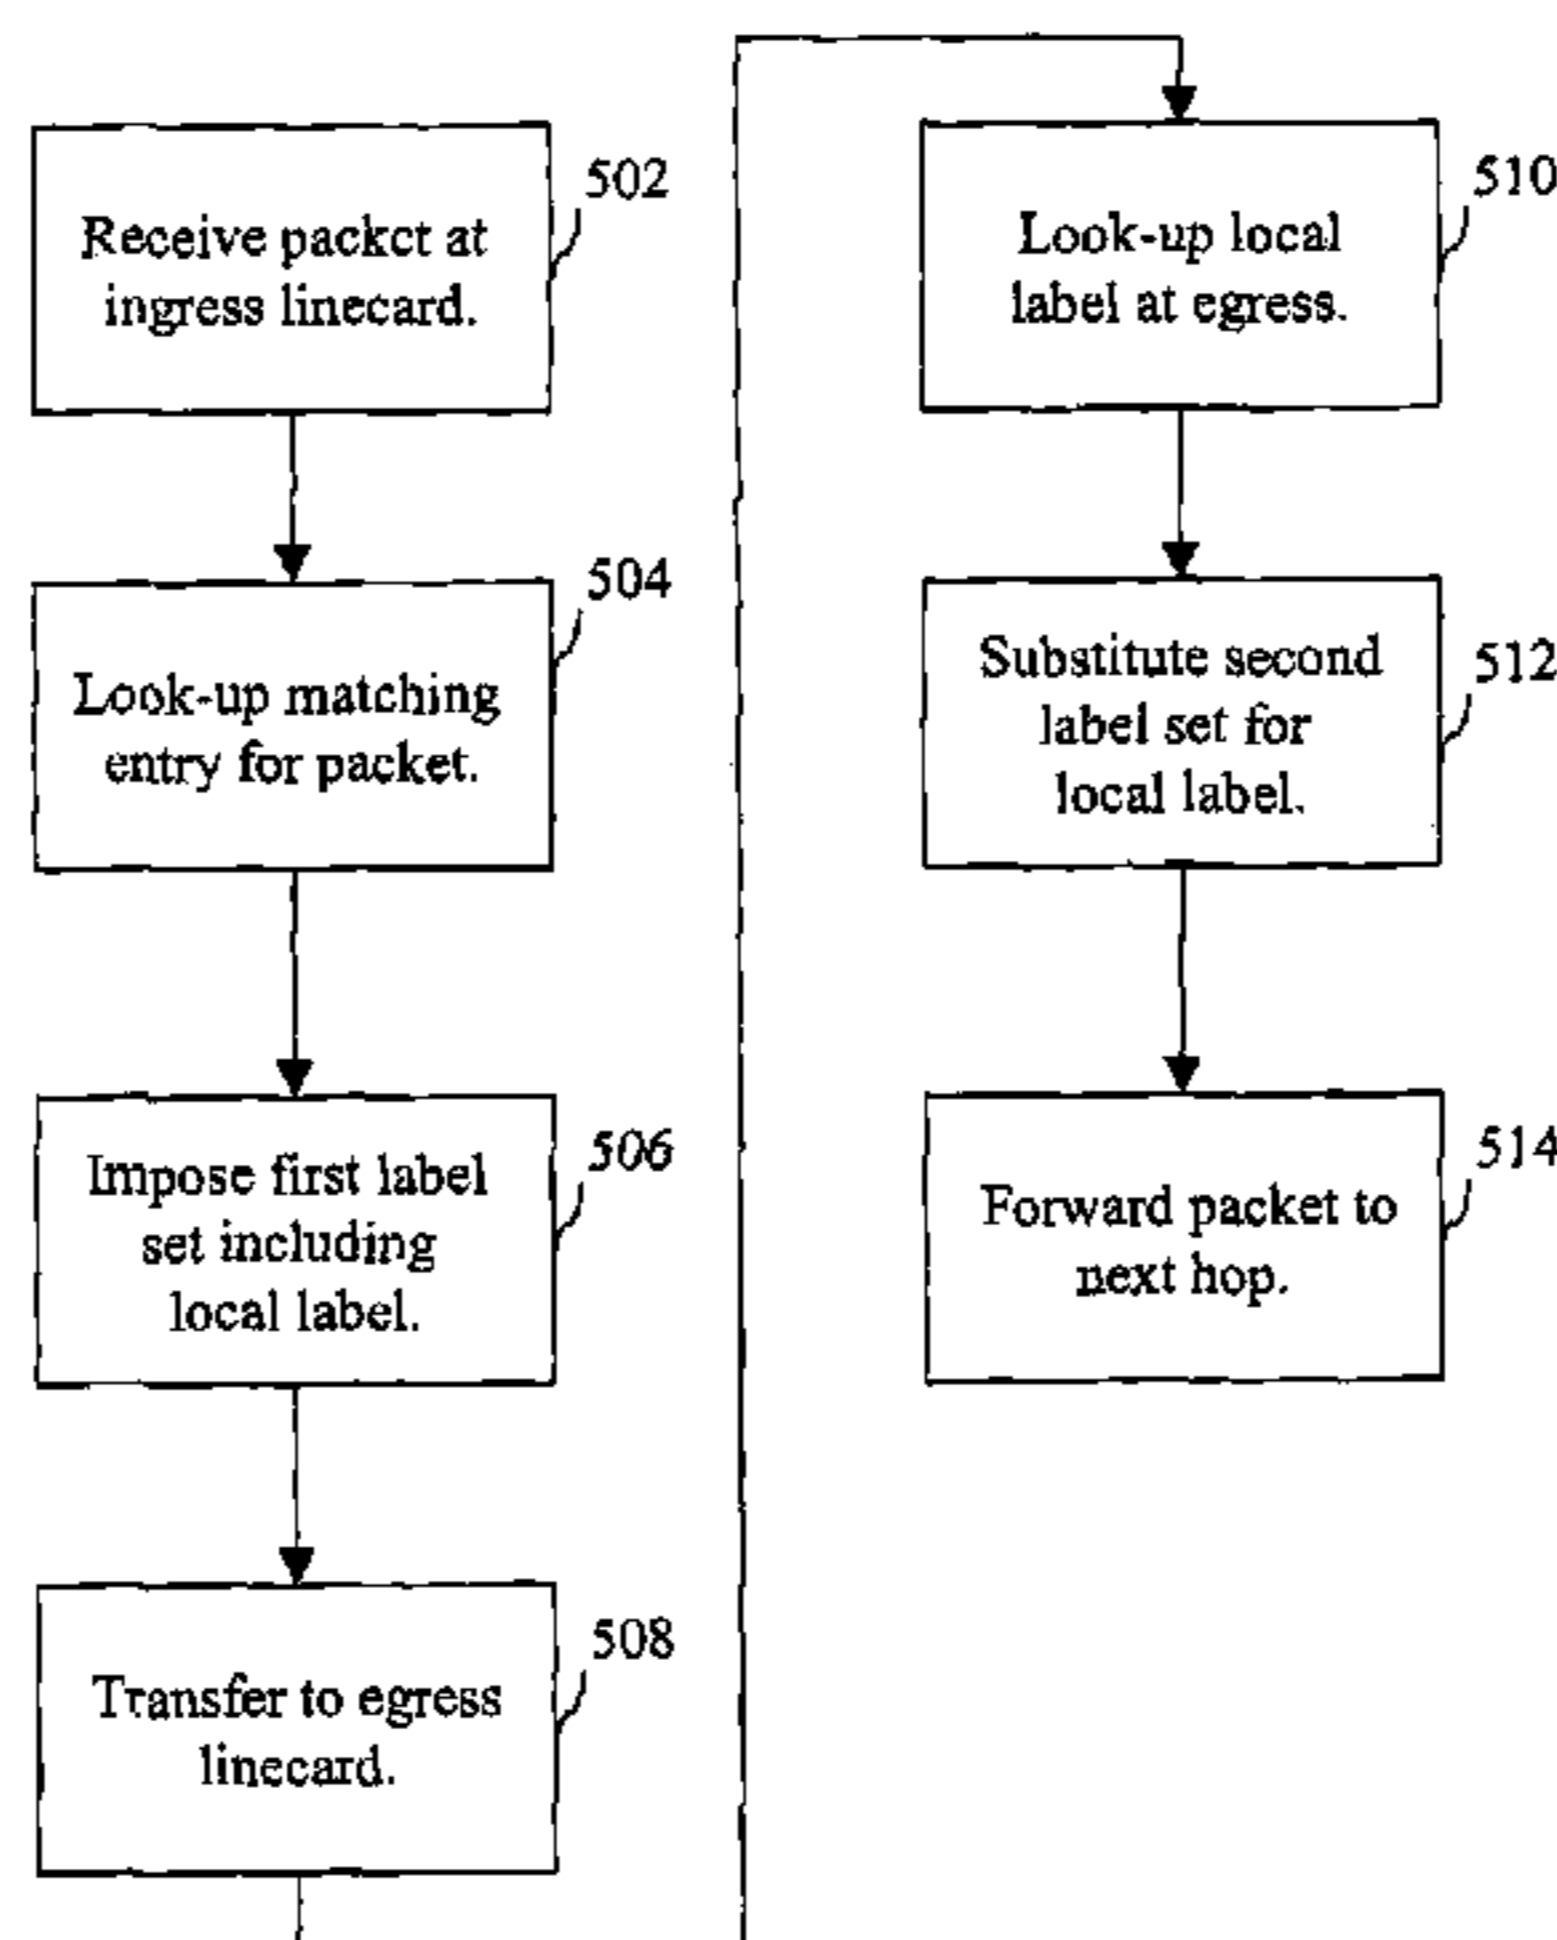 502
Receive packet at
ingress linecard.
504
Look-up matching
entry for packet.
506
Impose first label
set including
local label.
508
Transfer to egress
linecard.
510
Look-up local
label at egress.
512
Substitute second
label set for
local label.
514
Forward packet to
next hop.